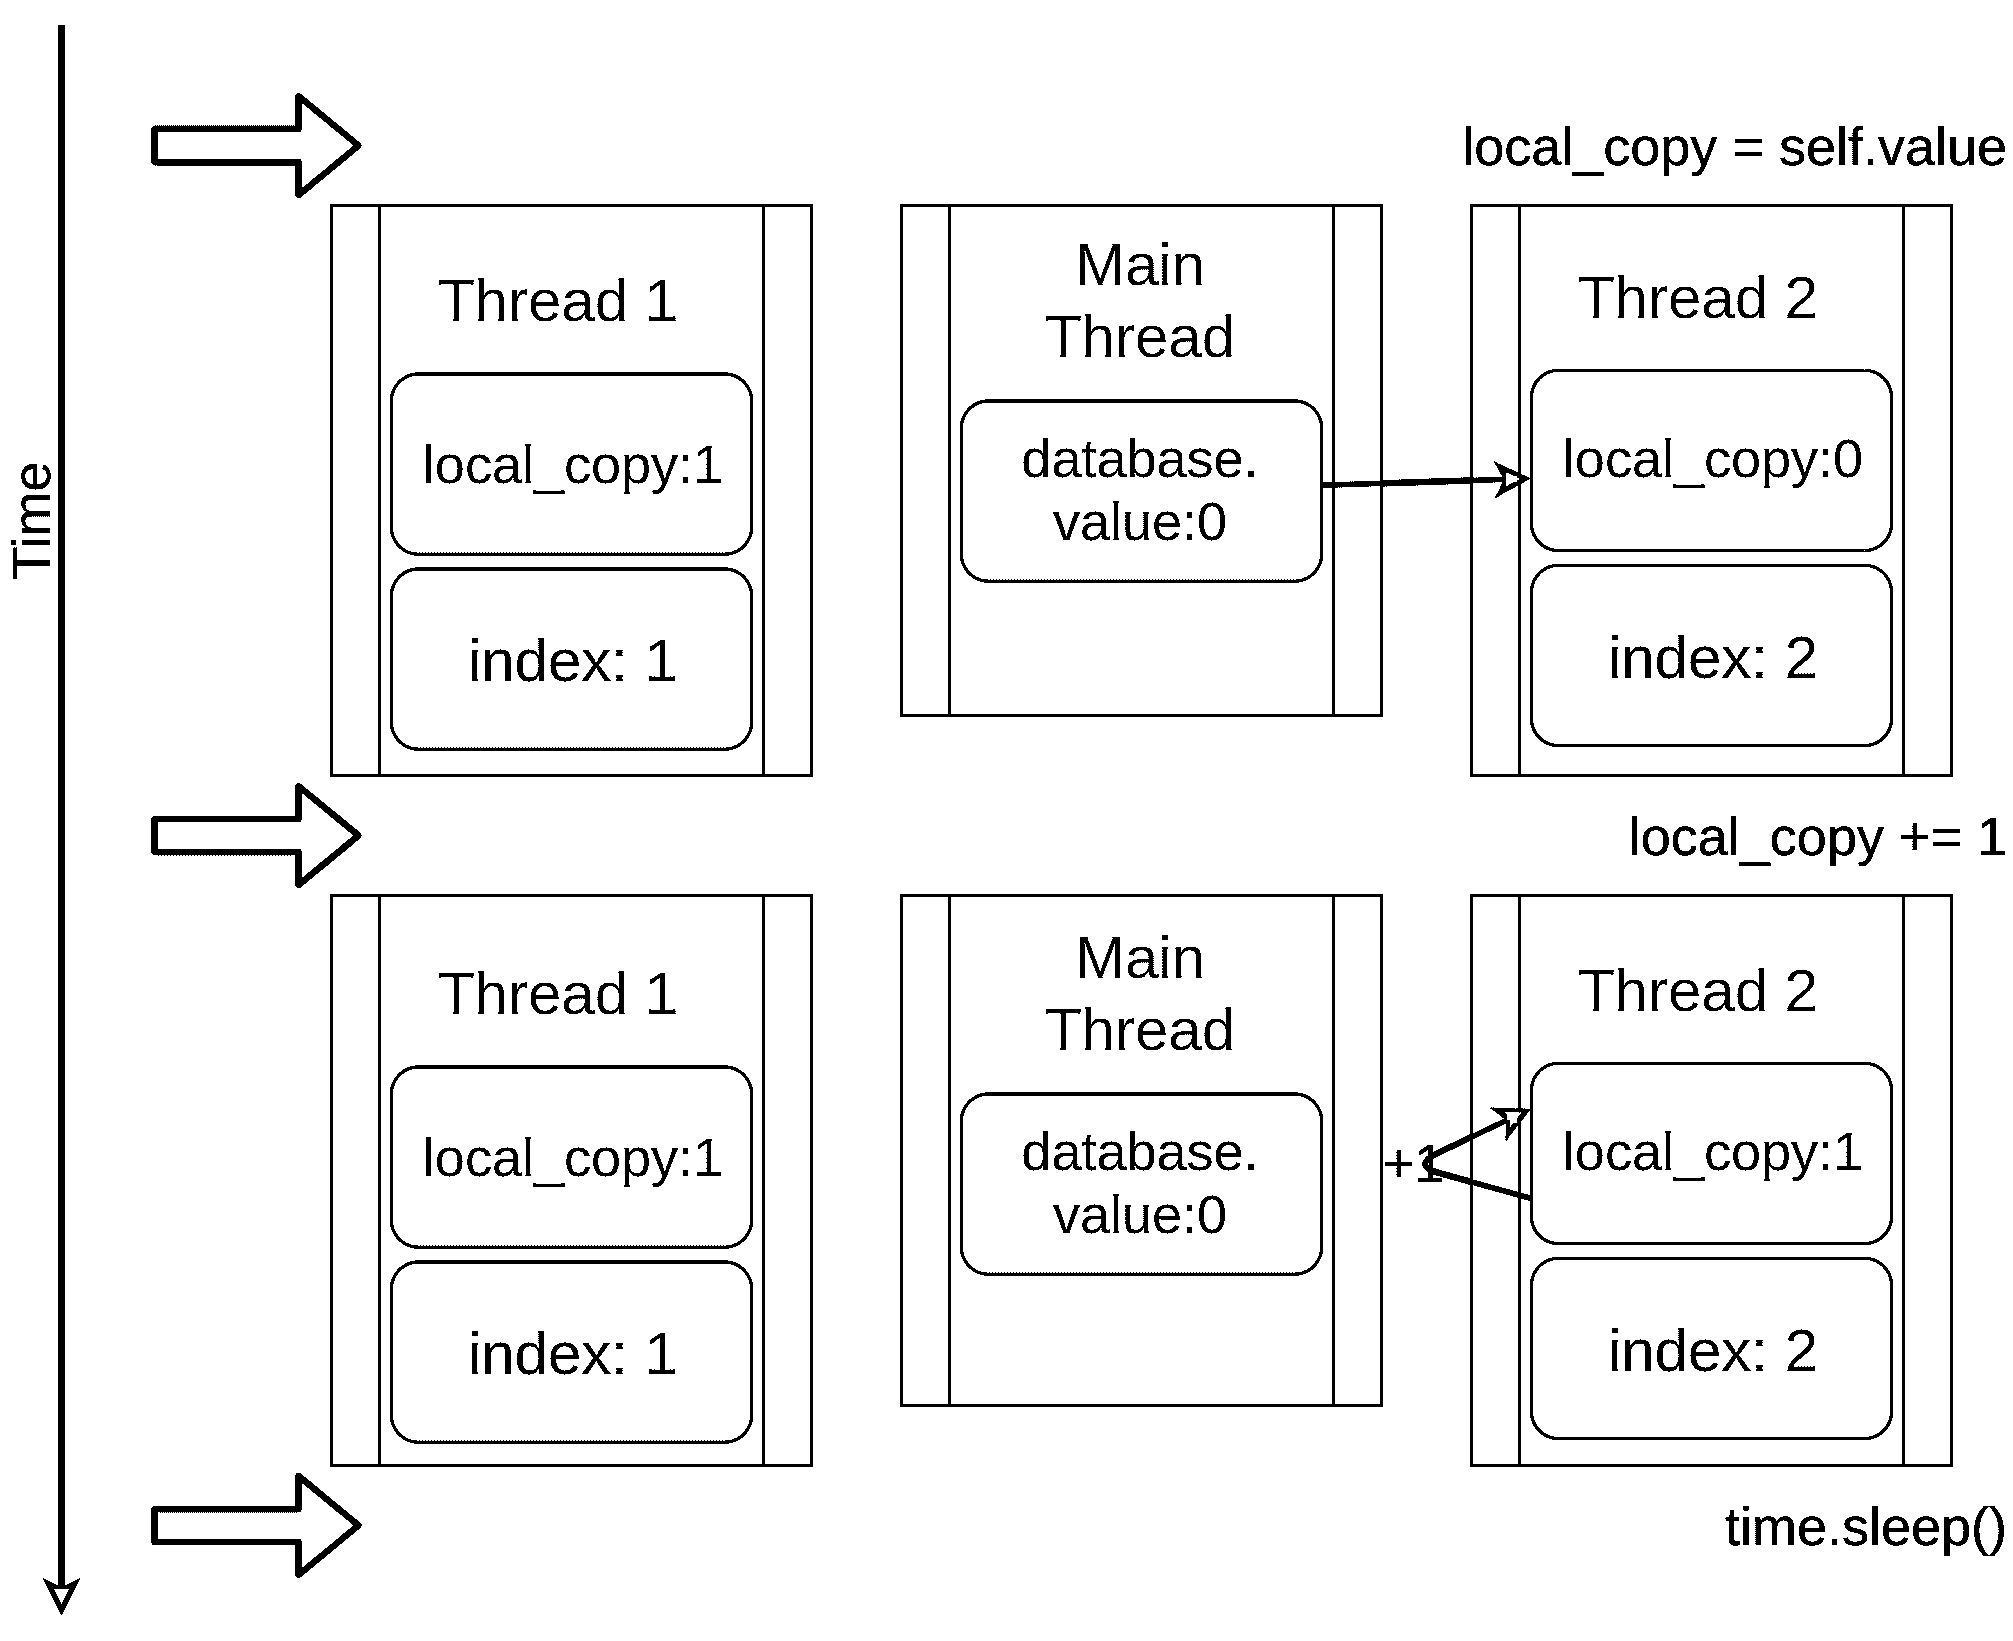 Time
local_copy = self.value
Thread 1
local_copy:1
index: 1
Main
Thread
database.
value:0
Thread 2
local_copy:0
index: 2
local_copy += 1
Thread 1
local_copy:1
index: 1
Main
Thread
database.
value:0
+1
Thread 2
local_copy:1
index: 2
time.sleep()